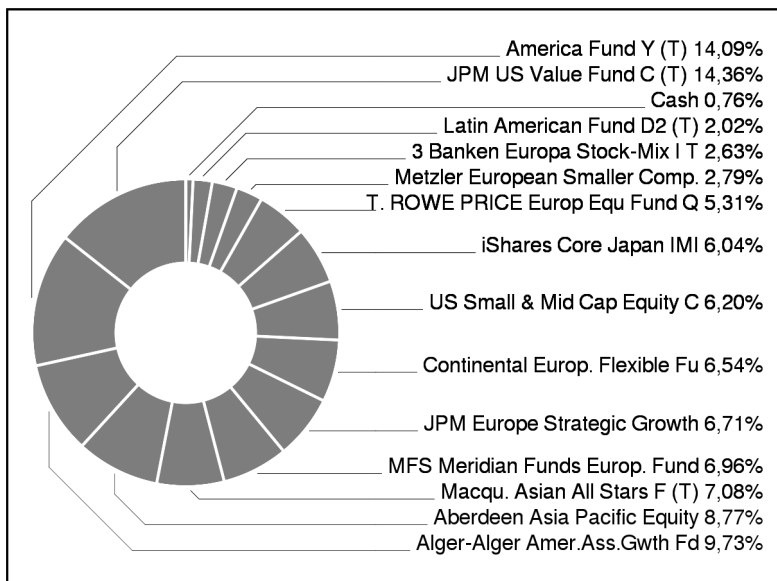 America Fund Y (T) 14,09%
JPM US Value Fund C (T) 14,36%
Cash 0,76%
Latin American Fund D2 (T) 2,02%
3 Banken Europa Stock-Mix I T 2,63%
Metzler European Smaller Comp. 2,79%
T. ROWE PRICE Europ Equ Fund Q 5,31%
iShares Core Japan IMI 6,04%
US Small & Mid Cap Equity C 6,20%
Continental Europ. Flexible Fu 6,54%
JPM Europe Strategic Growth 6,71%
MFS Meridian Funds Europ. Fund 6,96%
Macqu. Asian All Stars F (T) 7,08%
Aberdeen Asia Pacific Equity 8,77%
Alger-Alger Amer.Ass.Gwth Fd 9,73%